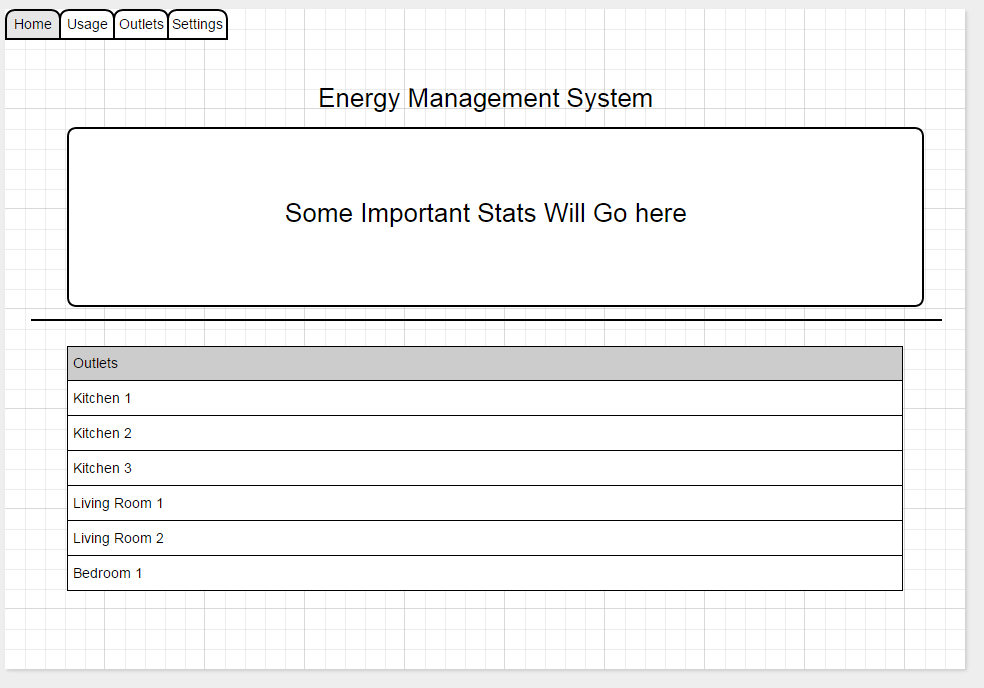 Home Usage Outlets Settings
Energy Management System
Some Important Stats Will Go here
Outlets
Kitchen 1
Kitchen 2
Kitchen 3
Living Room 1
Living Room 2
Bedroom 1